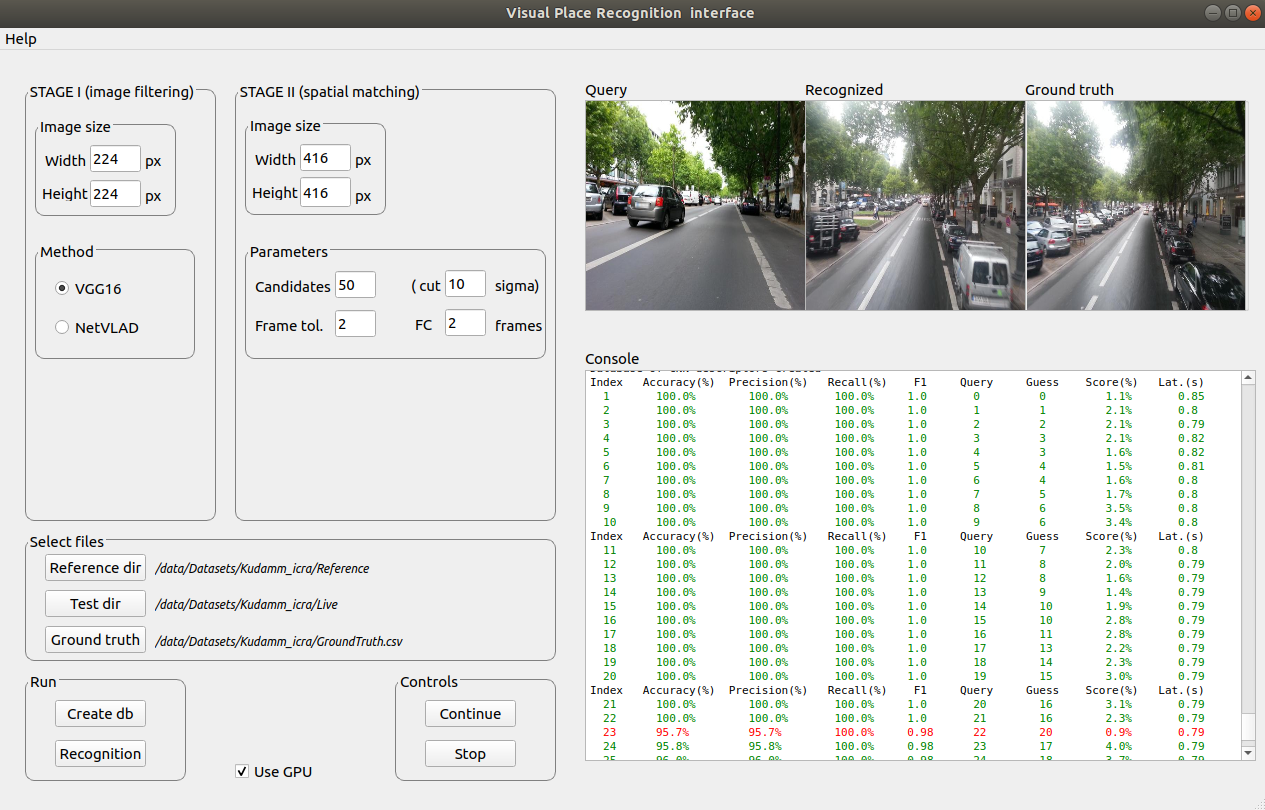 Visual Place Recognition interface
Help
STAGE I (image filtering)
Image size
Width 224 px
Height 224 px
Method
VGG16
NetVLAD
STAGE II (spatial matching)
Image size
Width 416 px
Height 416 px
Parameters
Candidates 50 ( cut 10 sigma)
Frame tol. 2 FC 2 frames
Select files
Reference dir /data/Datasets/Kudamm_icra/Reference
Test dir /data/Datasets/Kudamm_icra/Live
Ground truth /data/Datasets/Kudamm_icra/GroundTruth.csv
Run
Create db
Recognition
Use GPU
Controls
Continue
Stop
Query Recognized Ground truth
Console
Index Accuracy(%) Precision(%) Recall(%) F1 Query Guess Score(%) Lat.(s)
1 100.0% 100.0% 100.0% 1.0 0 0 1.1% 0.85
2 100.0% 100.0% 100.0% 1.0 1 1 2.1% 0.8
3 100.0% 100.0% 100.0% 1.0 2 2 2.1% 0.79
4 100.0% 100.0% 100.0% 1.0 3 3 2.1% 0.82
5 100.0% 100.0% 100.0% 1.0 4 3 1.6% 0.82
6 100.0% 100.0% 100.0% 1.0 5 4 1.5% 0.81
7 100.0% 100.0% 100.0% 1.0 6 4 1.6% 0.8
8 100.0% 100.0% 100.0% 1.0 7 5 1.7% 0.8
9 100.0% 100.0% 100.0% 1.0 8 6 3.5% 0.8
10 100.0% 100.0% 100.0% 1.0 9 6 3.4% 0.8
Index Accuracy(%) Precision(%) Recall(%) F1 Query Guess Score(%) Lat.(s)
11 100.0% 100.0% 100.0% 1.0 10 7 2.3% 0.8
12 100.0% 100.0% 100.0% 1.0 11 8 2.0% 0.79
13 100.0% 100.0% 100.0% 1.0 12 8 1.6% 0.79
14 100.0% 100.0% 100.0% 1.0 13 9 1.4% 0.79
15 100.0% 100.0% 100.0% 1.0 14 10 1.9% 0.79
16 100.0% 100.0% 100.0% 1.0 15 10 2.8% 0.79
17 100.0% 100.0% 100.0% 1.0 16 11 2.8% 0.79
18 100.0% 100.0% 100.0% 1.0 17 13 2.2% 0.79
19 100.0% 100.0% 100.0% 1.0 18 14 2.3% 0.79
20 100.0% 100.0% 100.0% 1.0 19 15 3.0% 0.79
Index Accuracy(%) Precision(%) Recall(%) F1 Query Guess Score(%) Lat.(s)
21 100.0% 100.0% 100.0% 1.0 20 16 3.1% 0.79
22 100.0% 100.0% 100.0% 1.0 21 16 2.3% 0.79
23 95.7% 95.7% 100.0% 0.98 22 20 0.9% 0.79
24 95.8% 95.8% 100.0% 0.98 23 17 4.0% 0.79
25 96.0% 96.0% 100.0% 0.98 24 18 3.7% 0.79